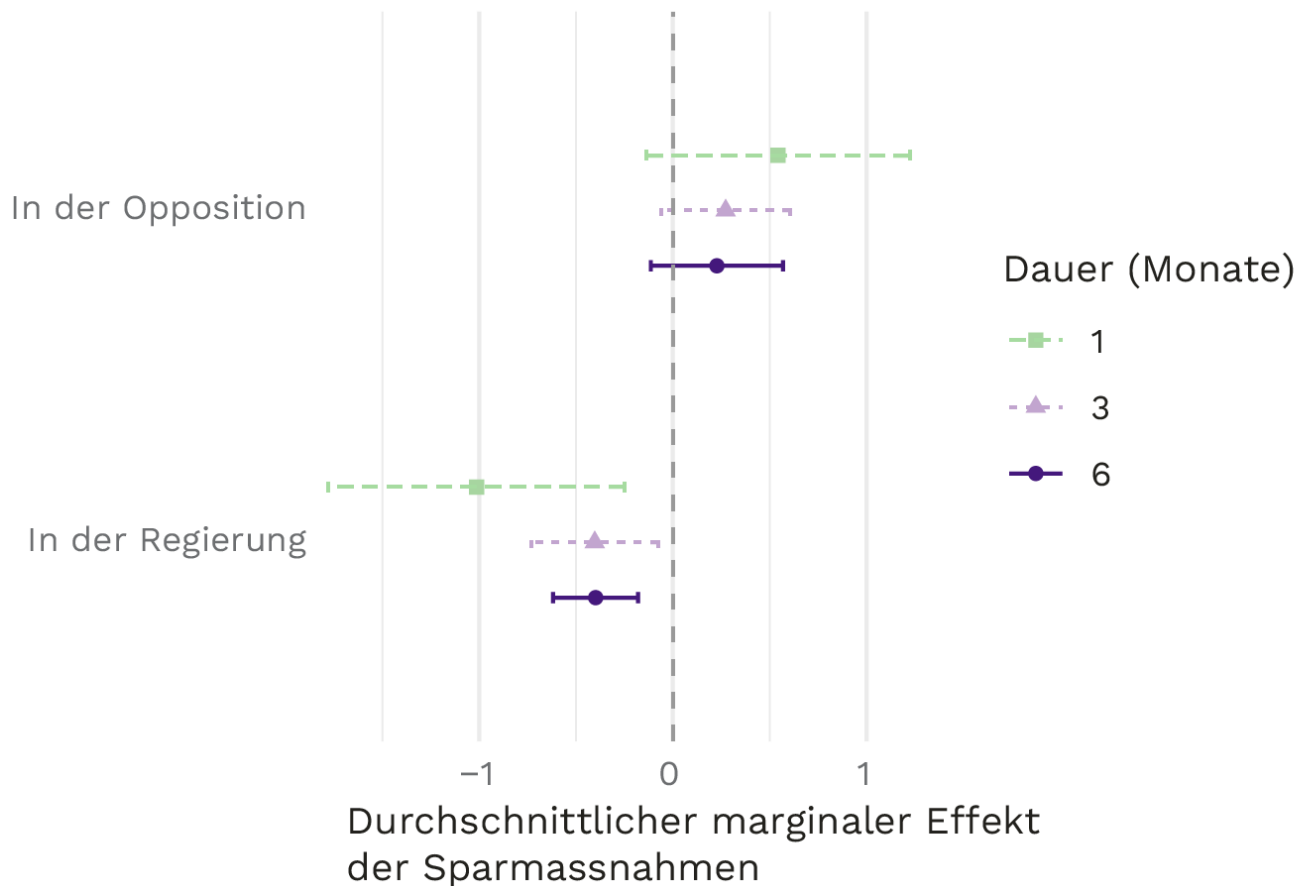 In der Opposition
In der Regierung
Dauer (Monate)
1
3
6
−1
0
1
Durchschnittlicher marginaler Effekt
der Sparmassnahmen